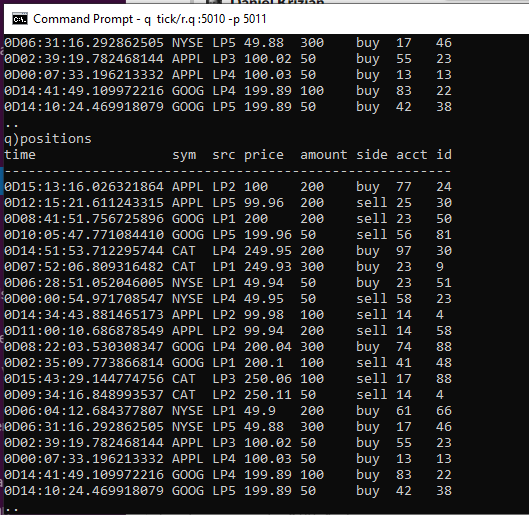 Daniel Krizian
Command Prompt - q tick/r.q :5010 -p 5011
0D06:31:16.292862505 NYSE LP5 49.88 300 buy 17 46
0D02:39:19.782468144 APPL LP3 100.02 50 buy 55 23
0D00:07:33.196213332 APPL LP4 100.03 50 buy 13 13
0D14:41:49.109972216 GOOG LP4 199.89 100 buy 83 22
0D14:10:24.469918079 GOOG LP5 199.89 50 buy 42 38
..
q)positions
time sym src price amount side acct id
--------------------------------------------------------
0D15:13:16.026321864 APPL LP2 100 200 buy 77 24
0D12:15:21.611243315 APPL LP5 99.96 200 sell 25 30
0D08:41:51.756725896 GOOG LP1 200 200 sell 23 50
0D10:05:47.771084410 GOOG LP5 199.96 50 sell 56 81
0D14:51:53.712295744 CAT LP4 249.95 200 buy 97 30
0D07:52:06.809316482 CAT LP1 249.93 300 buy 23 9
0D06:28:51.052046005 NYSE LP1 49.94 50 buy 23 51
0D00:00:54.971708547 NYSE LP4 49.95 50 sell 58 23
0D14:34:43.881465173 APPL LP2 99.98 100 sell 14 4
0D11:00:10.686878549 APPL LP2 99.94 200 sell 14 58
0D08:22:03.530308347 GOOG LP4 200.04 300 buy 74 88
0D02:35:09.773866814 GOOG LP1 200.1 100 sell 41 48
0D15:43:29.144774756 CAT LP3 250.06 100 sell 17 88
0D09:34:16.848993537 CAT LP2 250.11 50 sell 14 4
0D06:04:12.684377807 NYSE LP1 49.9 200 buy 61 66
0D06:31:16.292862505 NYSE LP5 49.88 300 buy 17 46
0D02:39:19.782468144 APPL LP3 100.02 50 buy 55 23
0D00:07:33.196213332 APPL LP4 100.03 50 buy 13 13
0D14:41:49.109972216 GOOG LP4 199.89 100 buy 83 22
0D14:10:24.469918079 GOOG LP5 199.89 50 buy 42 38
..